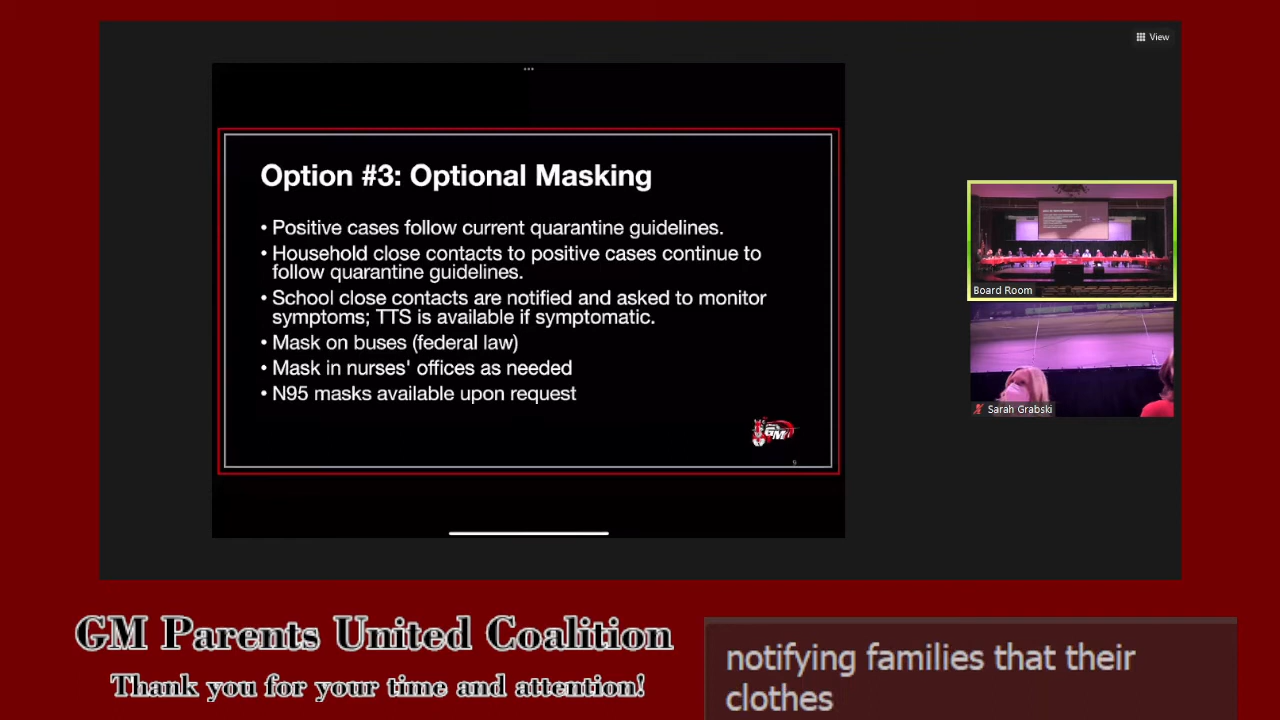 View
Option #3: Optional Masking
• Positive cases follow current quarantine guidelines.
• Household close contacts to positive cases continue to
follow quarantine guidelines.
• School close contacts are notified and asked to monitor
symptoms; TTS is available if symptomatic.
• Mask on buses (federal law)
• Mask in nurses' offices as needed
• N95 masks available upon request
GM
9
Board Room
Sarah Grabski
GM Parents United Coalition
Thank you for your time and attention!
notifying families that their
clothes